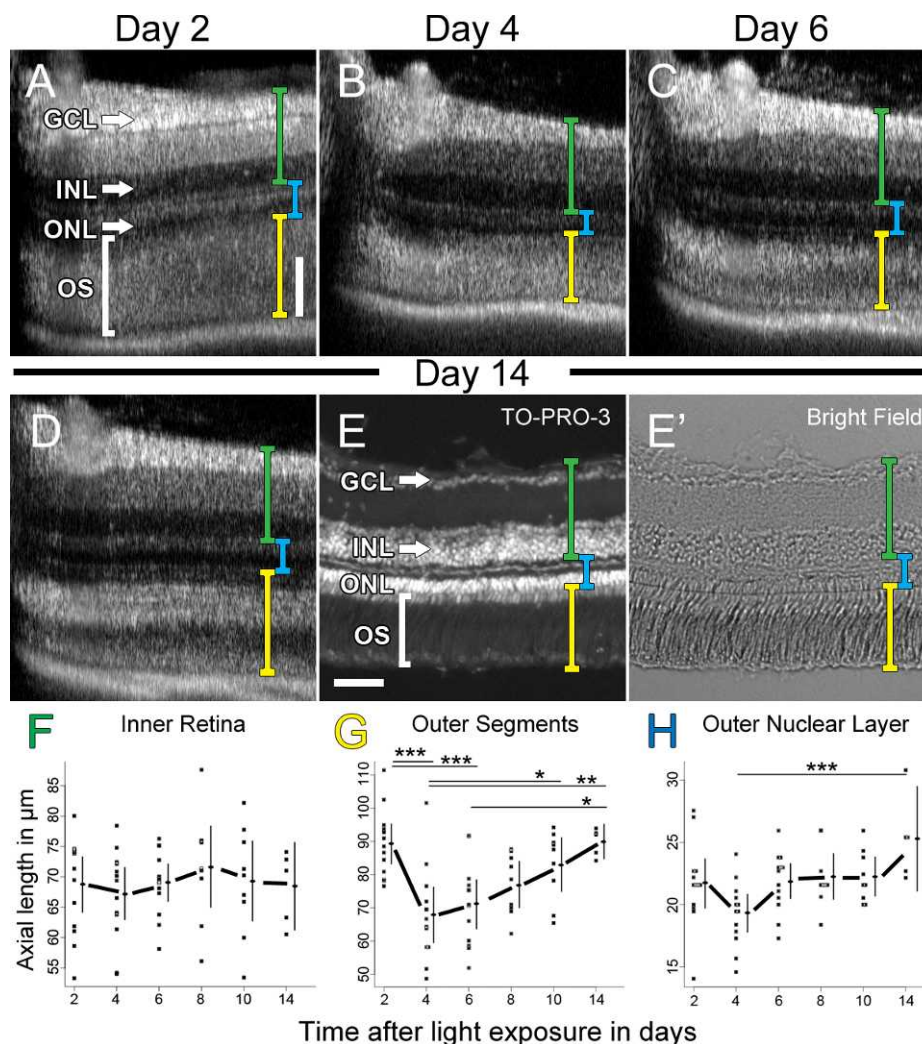 Day 2 Day 4 Day 6
A B C
GCL
INL
ONL
OS
Day 14
D E TO-PRO-3 E' Bright Field
GCL
INL
ONL
OS
F Inner Retina G Outer Segments H Outer Nuclear Layer
*** *** * ** * ***
Axial length in µm
85
80
75
70
65
60
55
110
100
90
80
70
60
50
30
25
20
15
2 4 6 8 10 14 2 4 6 8 10 14 2 4 6 8 10 14
Time after light exposure in days